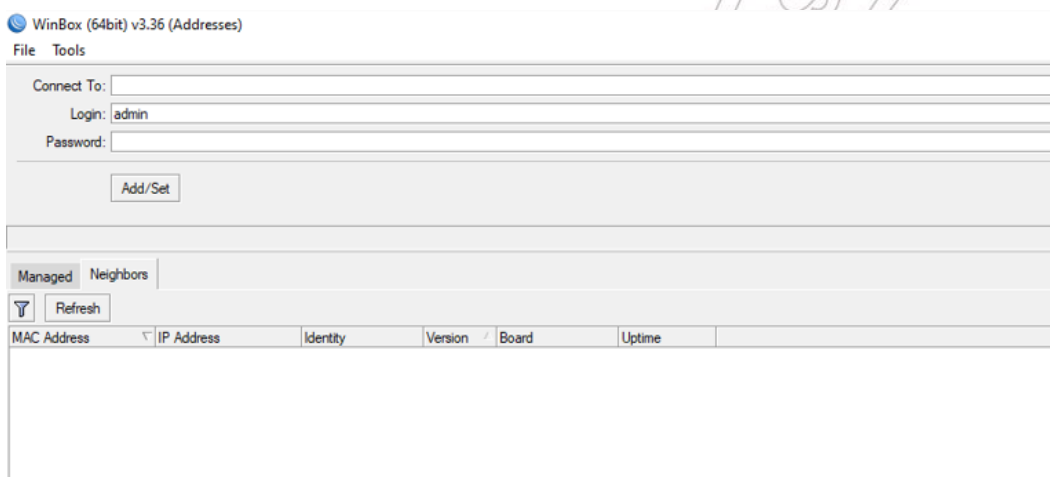 WinBox (64bit) v3.36 (Addresses)
File Tools
Connect To:
Login: admin
Password:
Add/Set
Managed Neighbors
Refresh
MAC Address IP Address Identity Version Board Uptime